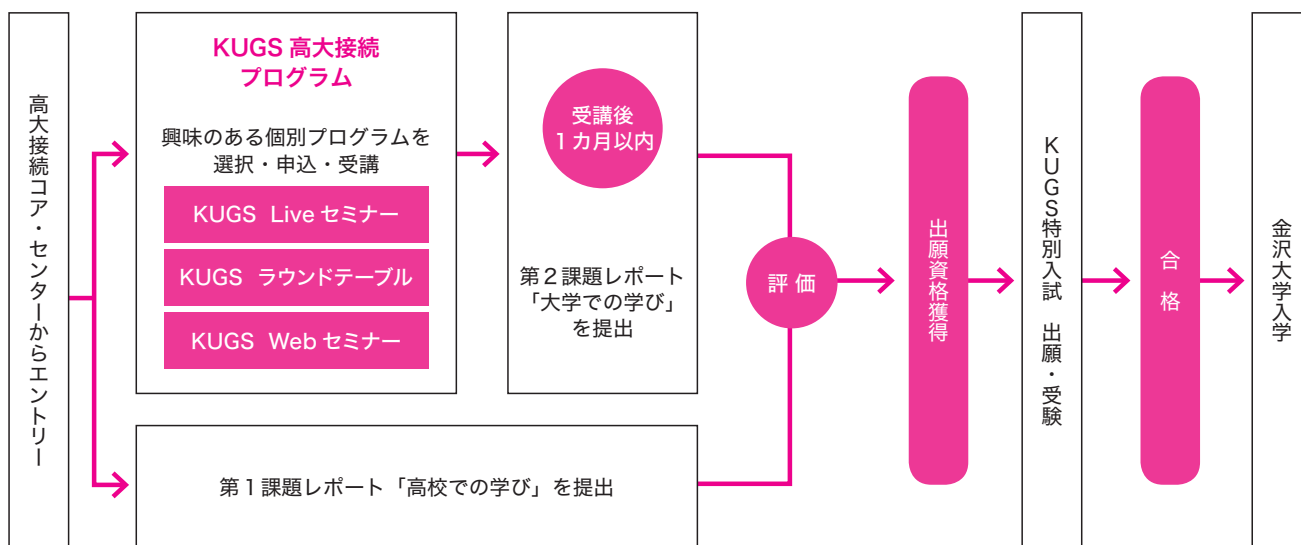 高大接続コア・センターからエントリー
KUGS 高大接続
プログラム
興味のある個別プログラムを
選択・申込・受講
KUGS Live セミナー
KUGS ラウンドテーブル
KUGS Web セミナー
受講後
1カ月以内
第2課題レポート
「大学での学び」
を提出
第1課題レポート「高校での学び」を提出
評価
出願資格獲得
KUGS特別入試 出願・受験
合格
金沢大学入学